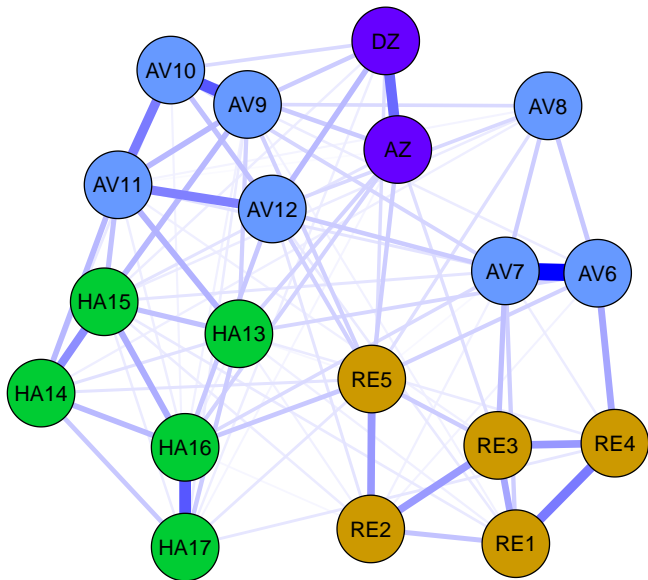 DZ
AV10
AV9
AV8
AZ
AV11
AV12
AV7
AV6
HA15
HA13
RE5
HA14
HA16
RE3
RE4
RE2
RE1
HA17